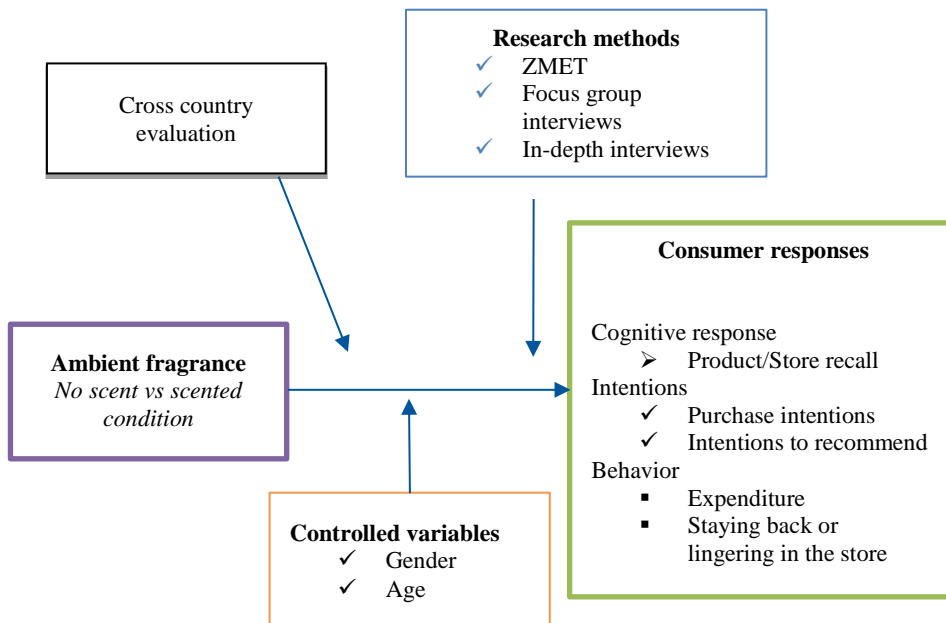 Research methods
✓ ZMET
✓ Focus group
interviews
✓ In-depth interviews
Cross country
evaluation
Consumer responses
Cognitive response
➢ Product/Store recall
Intentions
✓ Purchase intentions
✓ Intentions to recommend
Behavior
▪ Expenditure
▪ Staying back or
lingering in the store
Ambient fragrance
No scent vs scented
condition
Controlled variables
✓ Gender
✓ Age